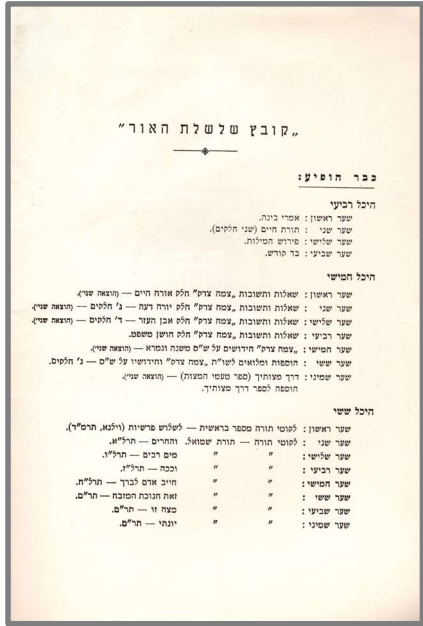 „קובץ שלשלת האור"
כבר הופיע:
היכל רביעי
שער ראשון: אמרי בינה.
שער שני : תורת חיים (שני חלקים).
שער שלישי: פירוש המילות.
שער שביעי: בד קודש.
היכל חמישי
שער ראשון: שאלות ותשובות „צמח צדק" חלק אורח חיים — (הוצאה שני׳).
שער שני : שאלות ותשובות „צמח צדק" חלק יורה דעה — ג׳ חלקים — (הוצאה שני׳).
שער שלישי: שאלות ותשובות „צמח צדק" חלק אבן העזר — ד׳ חלקים — (הוצאה שני׳).
שער רביעי : שאלות ותשובות „צמח צדק" חלק חושן משפט.
שער חמישי: „צמח צדק" חידושים על ש"ס משנה וגמרא — (הוצאה שני׳).
שער ששי : הוספות ומלואים לשו"ת „צמח צדק" וחידושיו על ש"ס — ג׳ חלקים.
שער שמיני: דרך מצותיך (ספר טעמי המצות) — (הוצאה שני׳).
הוספה לספר דרך מצותיך.
היכל ששי
שער ראשון: לקוטי תורה מספר בראשית — לשלוש פרשיות (וילנא, תרמ"ד).
שער שני : לקוטי תורה — תורת שמואל. והחרים — תרל"א.
שער שלישי: " " " מים רבים — תרל"ו.
שער רביעי : " " " וככה — תרל"ז.
שער חמישי: " " " חייב אדם לברך — תרל"ח.
שער ששי : " " " זאת חנוכת המזבח — תר"ם.
שער שביעי: " " " מצה זו — תר"ם.
שער שמיני: " " " יונתי — תר"ם.